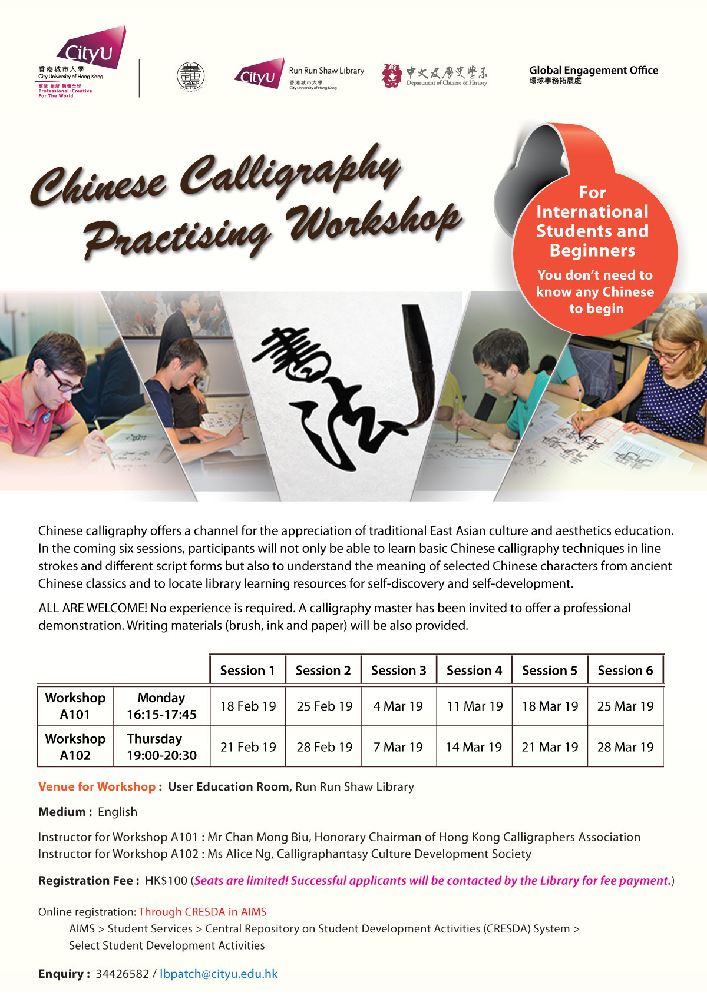 CityU
香港城市大學
City University of Hong Kong
專業 創新 胸懷全球
Professional·Creative
For The World
CityU
Run Run Shaw Library
香港城市大學
City University of Hong Kong
中文及歷史學系
Department of Chinese & History
Global Engagement Office
環球事務拓展處
Chinese Calligraphy
Practising Workshop
For
International
Students and
Beginners
You don't need to
know any Chinese
to begin
書法
Chinese calligraphy offers a channel for the appreciation of traditional East Asian culture and aesthetics education.
In the coming six sessions, participants will not only be able to learn basic Chinese calligraphy techniques in line
strokes and different script forms but also to understand the meaning of selected Chinese characters from ancient
Chinese classics and to locate library learning resources for self-discovery and self-development.
ALL ARE WELCOME! No experience is required. A calligraphy master has been invited to offer a professional
demonstration. Writing materials (brush, ink and paper) will be also provided.
Session 1 Session 2 Session 3 Session 4 Session 5 Session 6
Workshop A101 Monday 16:15-17:45 18 Feb 19 25 Feb 19 4 Mar 19 11 Mar 19 18 Mar 19 25 Mar 19
Workshop A102 Thursday 19:00-20:30 21 Feb 19 28 Feb 19 7 Mar 19 14 Mar 19 21 Mar 19 28 Mar 19
Venue for Workshop : User Education Room, Run Run Shaw Library
Medium : English
Instructor for Workshop A101 : Mr Chan Mong Biu, Honorary Chairman of Hong Kong Calligraphers Association
Instructor for Workshop A102 : Ms Alice Ng, Calligraphantasy Culture Development Society
Registration Fee : HK$100 (Seats are limited! Successful applicants will be contacted by the Library for fee payment.)
Online registration: Through CRESDA in AIMS
AIMS > Student Services > Central Repository on Student Development Activities (CRESDA) System >
Select Student Development Activities
Enquiry : 34426582 / lbpatch@cityu.edu.hk